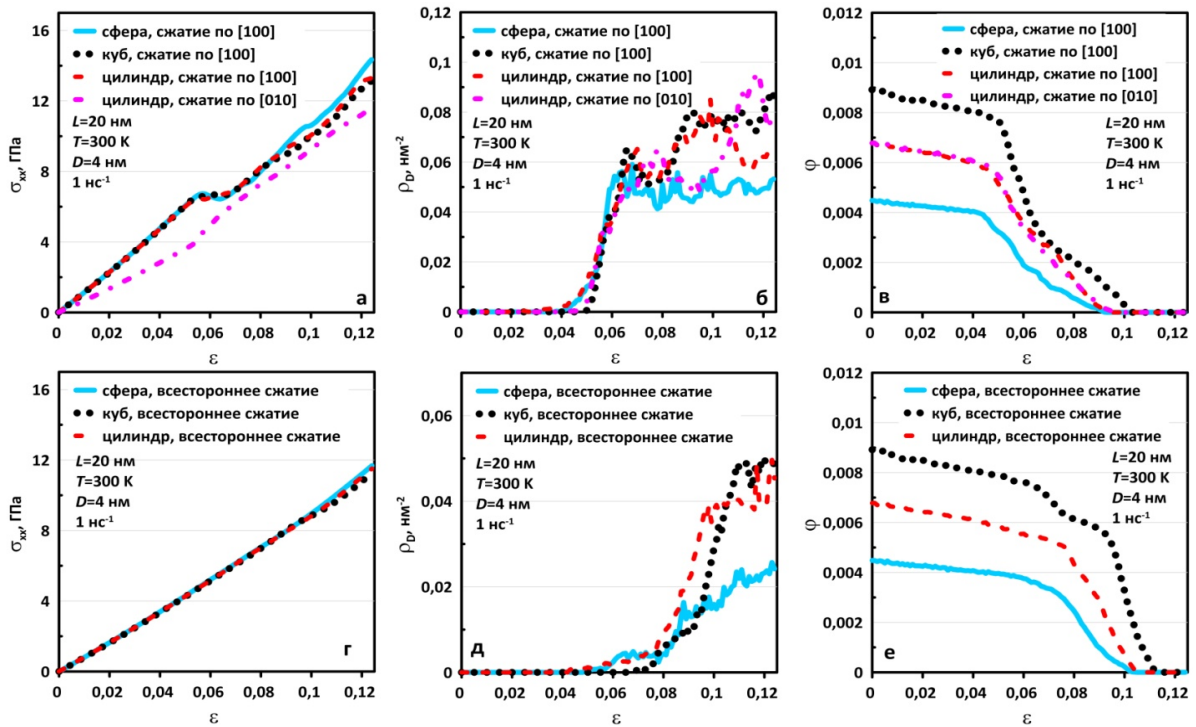 16
12
8
4
0
σxx, ГПа
сфера, сжатие по [100]
куб, сжатие по [100]
цилиндр, сжатие по [100]
цилиндр, сжатие по [010]
L=20 нм
T=300 K
D=4 нм
1 нс⁻¹
а
0 0,02 0,04 0,06 0,08 0,1 0,12
ε
0,12
0,1
0,08
0,06
0,04
0,02
0
ρD, нм⁻²
сфера, сжатие по [100]
куб, сжатие по [100]
цилиндр, сжатие по [100]
цилиндр, сжатие по [010]
L=20 нм
T=300 K
D=4 нм
1 нс⁻¹
б
0 0,02 0,04 0,06 0,08 0,1 0,12
ε
0,012
0,01
0,008
0,006
0,004
0,002
0,000
φ
сфера, сжатие по [100]
куб, сжатие по [100]
цилиндр, сжатие по [100]
цилиндр, сжатие по [010]
L=20 нм
T=300 K
D=4 нм
1 нс⁻¹
в
0 0,02 0,04 0,06 0,08 0,1 0,12
ε
16
12
8
4
0
σxx, ГПа
сфера, всестороннее сжатие
куб, всестороннее сжатие
цилиндр, всестороннее сжатие
L=20 нм
T=300 K
D=4 нм
1 нс⁻¹
г
0 0,02 0,04 0,06 0,08 0,1 0,12
ε
0,06
0,04
0,02
0
ρD, нм⁻²
сфера, всестороннее сжатие
куб, всестороннее сжатие
цилиндр, всестороннее сжатие
L=20 нм
T=300 K
D=4 нм
1 нс⁻¹
д
0 0,02 0,04 0,06 0,08 0,1 0,12
ε
0,012
0,01
0,008
0,006
0,004
0,002
0,000
φ
сфера, всестороннее сжатие
куб, всестороннее сжатие
цилиндр, всестороннее сжатие
L=20 нм
T=300 K
D=4 нм
1 нс⁻¹
е
0 0,02 0,04 0,06 0,08 0,1 0,12
ε